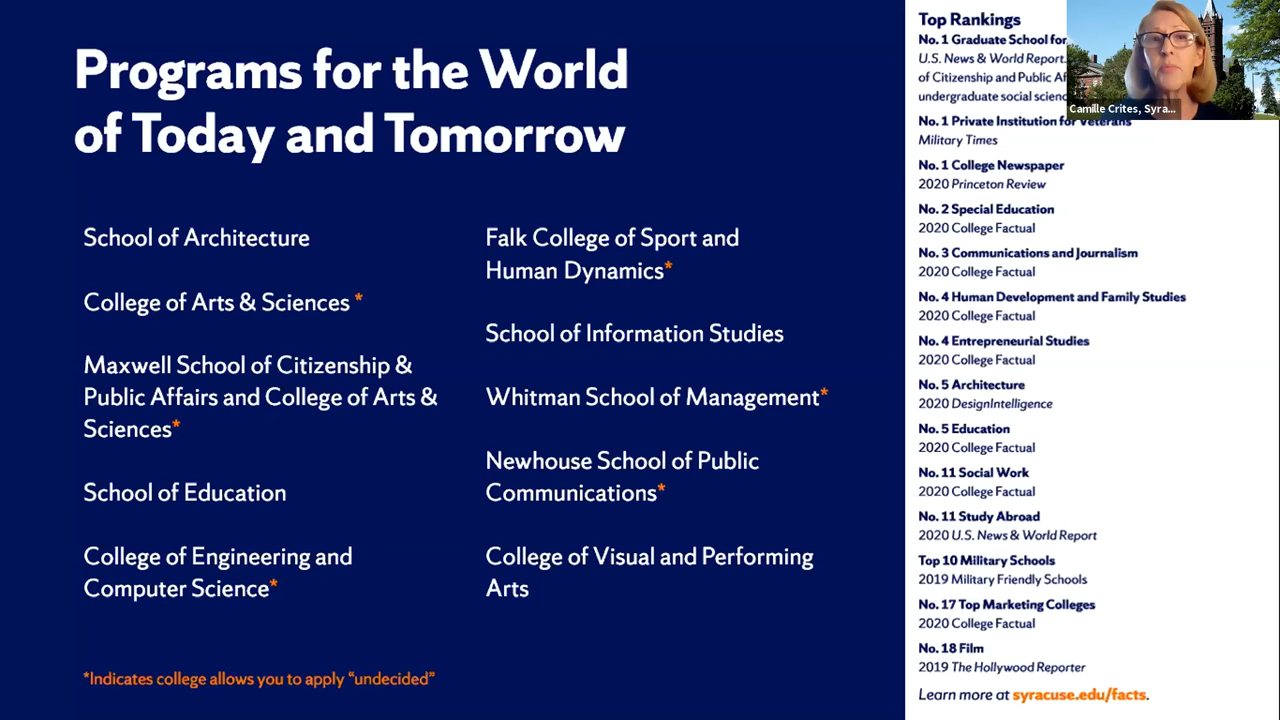 Programs for the World
of Today and Tomorrow
School of Architecture
College of Arts & Sciences *
Maxwell School of Citizenship &
Public Affairs and College of Arts &
Sciences*
School of Education
College of Engineering and
Computer Science*
Falk College of Sport and
Human Dynamics*
School of Information Studies
Whitman School of Management*
Newhouse School of Public
Communications*
College of Visual and Performing
Arts
*Indicates college allows you to apply “undecided”
Top Rankings
No. 1 Graduate School for
U.S. News & World Report.
of Citizenship and Public Af
undergraduate social scienc
No. 1 Private Institution for Veterans
Military Times
No. 1 College Newspaper
2020 Princeton Review
No. 2 Special Education
2020 College Factual
No. 3 Communications and Journalism
2020 College Factual
No. 4 Human Development and Family Studies
2020 College Factual
No. 4 Entrepreneurial Studies
2020 College Factual
No. 5 Architecture
2020 DesignIntelligence
No. 5 Education
2020 College Factual
No. 11 Social Work
2020 College Factual
No. 11 Study Abroad
2020 U.S. News & World Report
Top 10 Military Schools
2019 Military Friendly Schools
No. 17 Top Marketing Colleges
2020 College Factual
No. 18 Film
2019 The Hollywood Reporter
Learn more at syracuse.edu/facts.
Camille Crites, Syra...